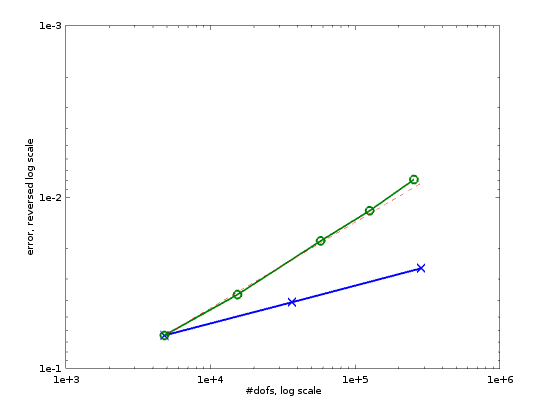 1e-3
error, reversed log scale
1e-2
1e-1
1e+3 1e+4 1e+5 1e+6
#dofs, log scale